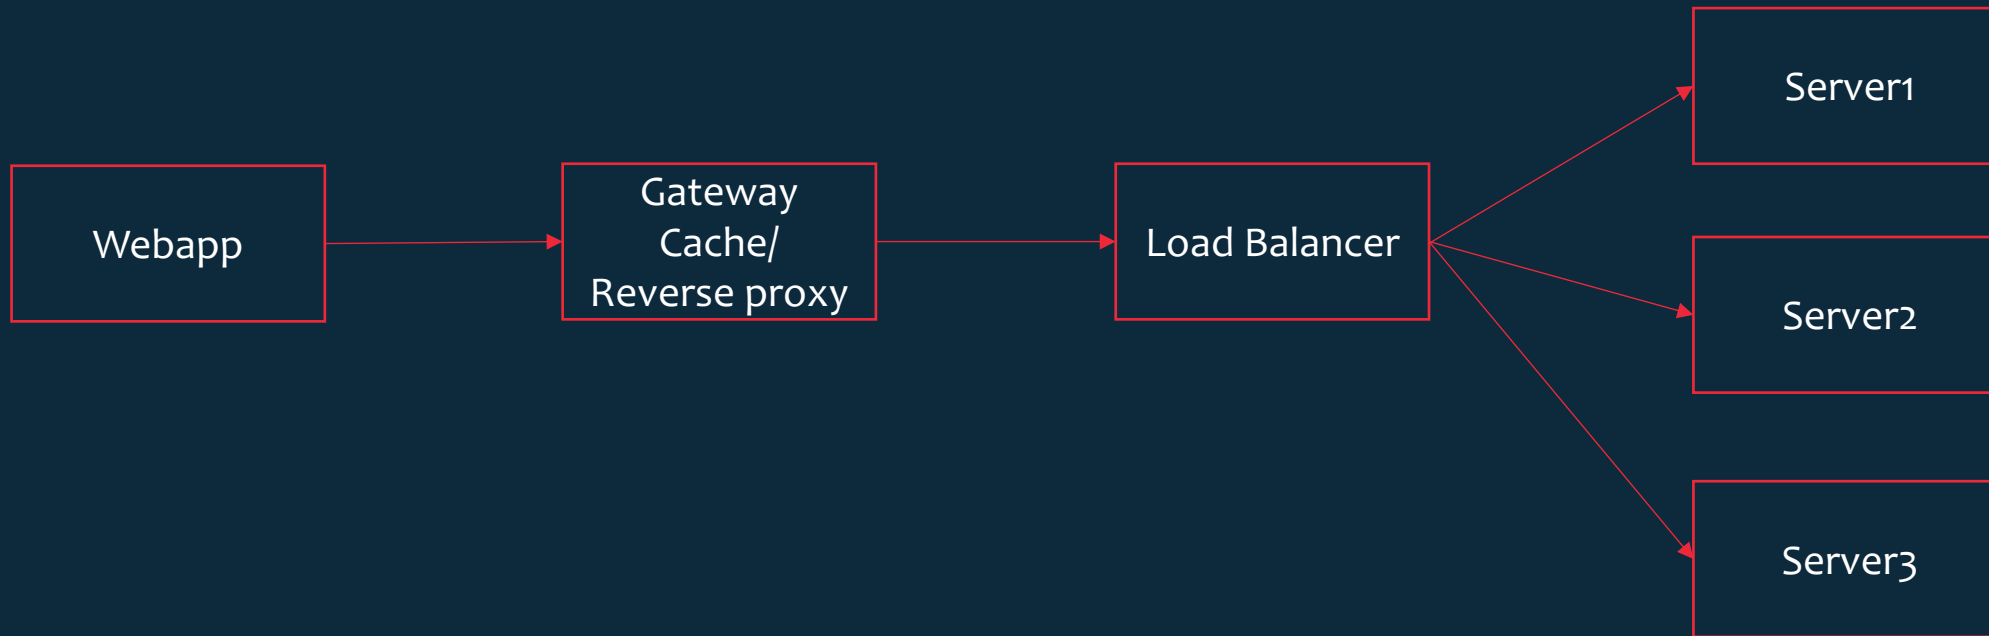 Webapp
Gateway
Cache/
Reverse proxy
Load Balancer
Server1
Server2
Server3